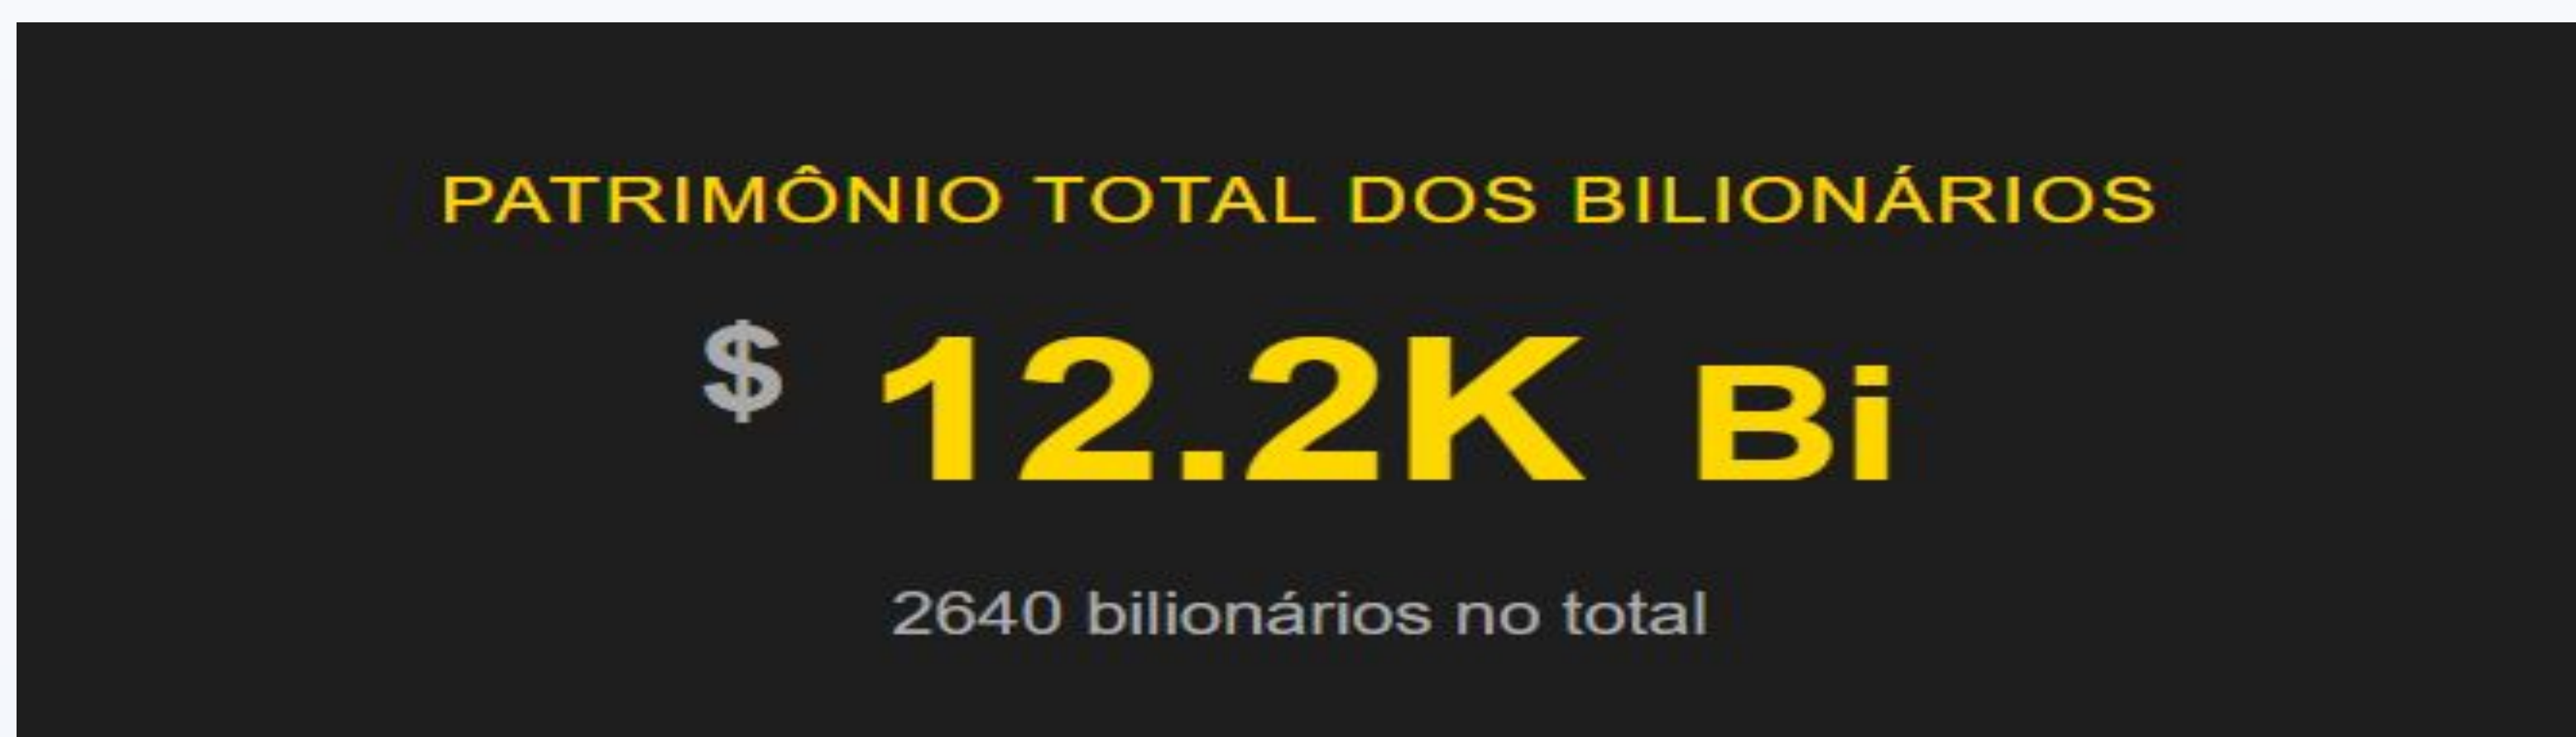 PATRIMÔNIO TOTAL DOS BILIONÁRIOS
$ 12.2K Bi
2640 bilionários no total